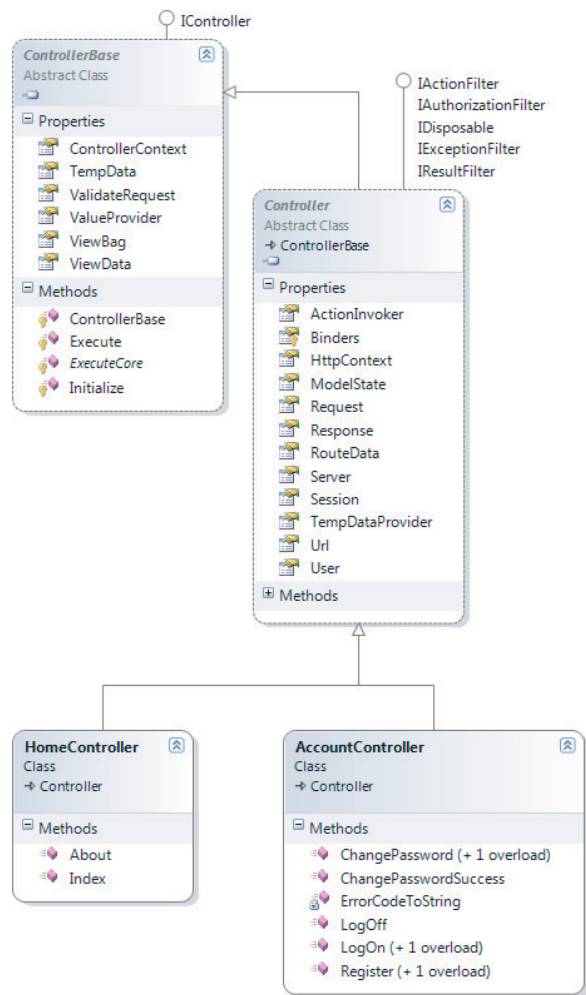 IController
ControllerBase
Abstract Class
Properties
ControllerContext
TempData
ValidateRequest
ValueProvider
ViewBag
ViewData
Methods
ControllerBase
Execute
ExecuteCore
Initialize
IActionFilter
IAuthorizationFilter
IDisposable
IExceptionFilter
IResultFilter
Controller
Abstract Class
ControllerBase
Properties
ActionInvoker
Binders
HttpContext
ModelState
Request
Response
RouteData
Server
Session
TempDataProvider
Url
User
Methods
HomeController
Class
Controller
Methods
About
Index
AccountController
Class
Controller
Methods
ChangePassword (+ 1 overload)
ChangePasswordSuccess
ErrorCodeToString
LogOff
LogOn (+ 1 overload)
Register (+ 1 overload)